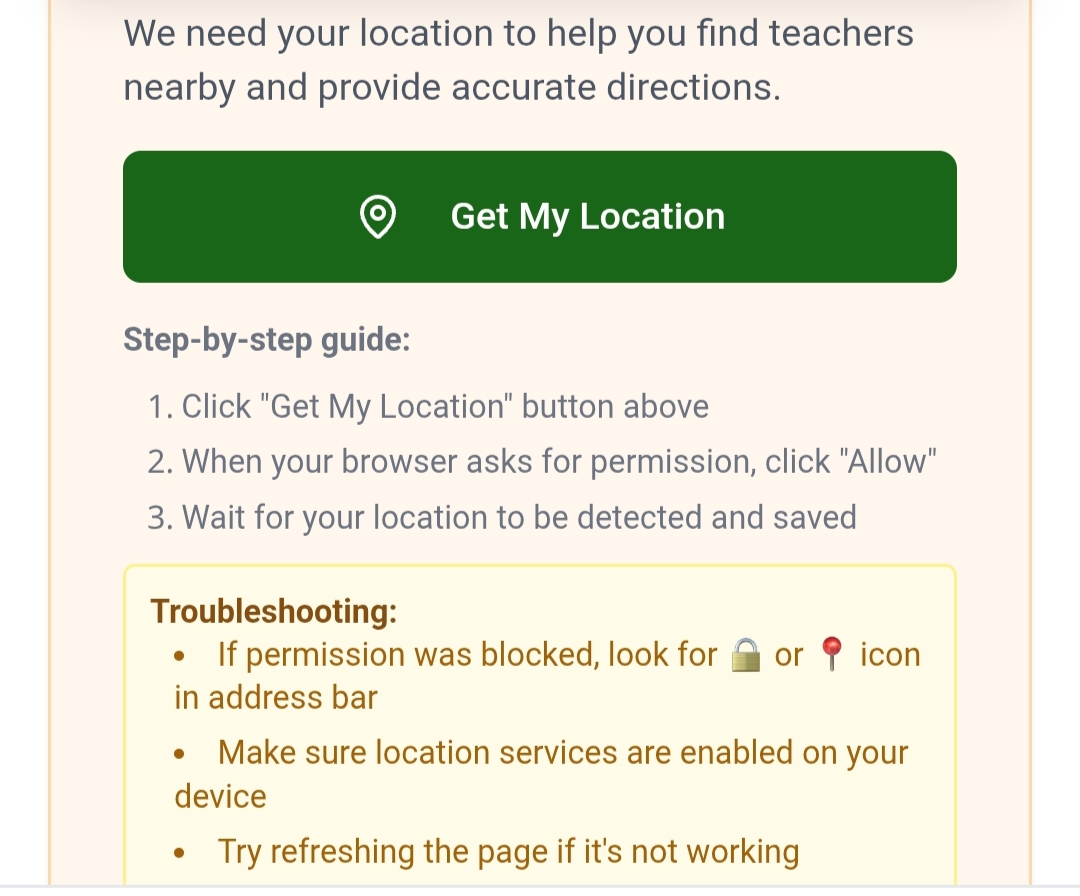 We need your location to help you find teachers
nearby and provide accurate directions.
Get My Location
Step-by-step guide:
1. Click "Get My Location" button above
2. When your browser asks for permission, click "Allow"
3. Wait for your location to be detected and saved
Troubleshooting:
• If permission was blocked, look for 🔒 or 📍 icon
in address bar
• Make sure location services are enabled on your
device
• Try refreshing the page if it's not working